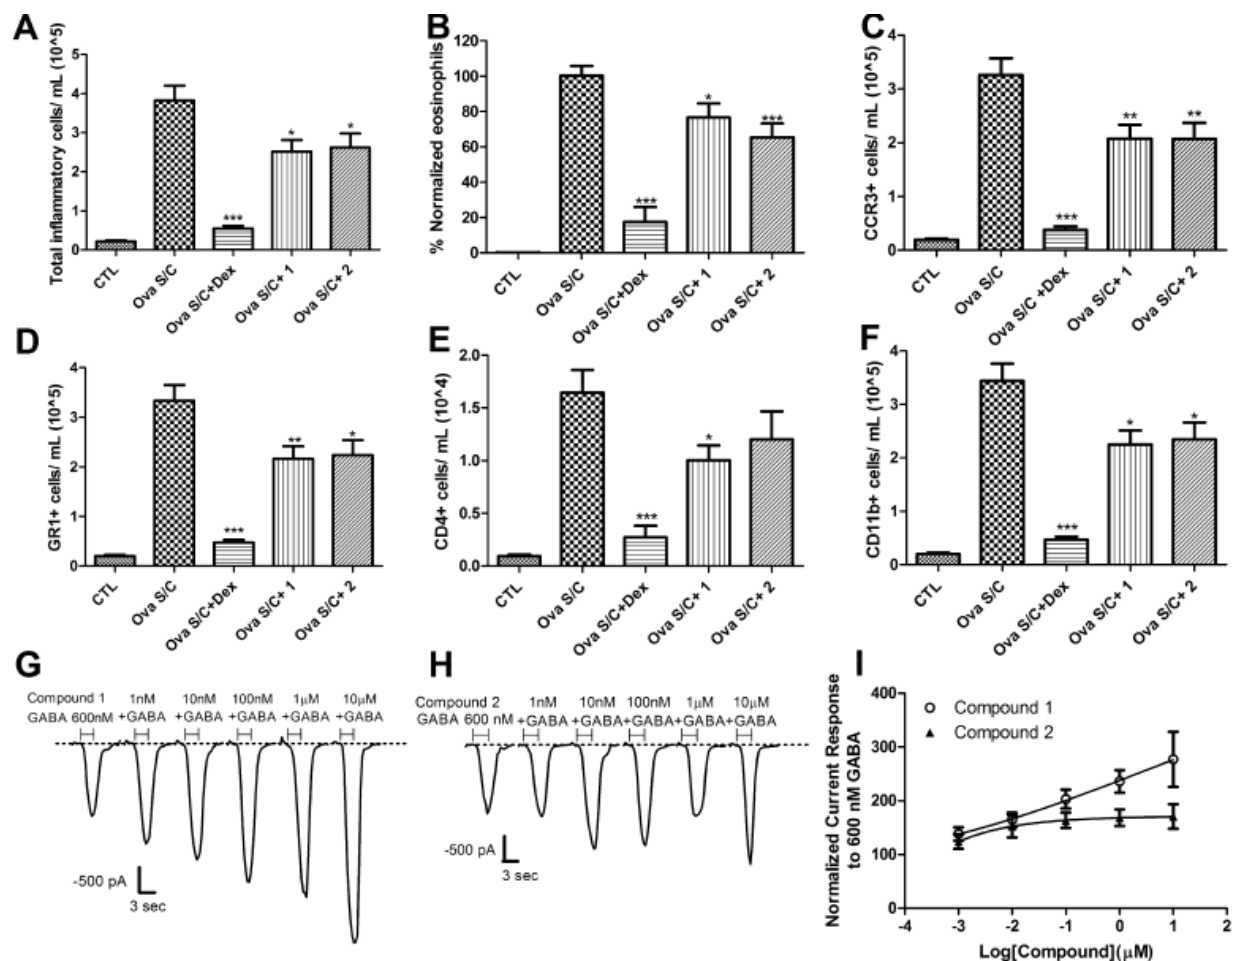 A
Total inflammatory cells/ mL (10^5)
5
4
3
2
1
0
***
*
*
CTL
Ova S/C
Ova S/C+Dex
Ova S/C+ 1
Ova S/C+ 2
B
% Normalized eosinophils
120
100
80
60
40
20
0
***
*
***
CTL
Ova S/C
Ova S/C +Dex
Ova S/C+ 1
Ova S/C+ 2
C
CCR3+ cells/ mL (10^5)
4
3
2
1
0
***
**
**
CTL
Ova S/C
Ova S/C +Dex
Ova S/C+ 1
Ova S/C+ 2
D
GR1+ cells/ mL (10^5)
4
3
2
1
0
***
**
*
CTL
Ova S/C
Ova S/C+Dex
Ova S/C+ 1
Ova S/C+ 2
E
CD4+ cells/ mL (10^4)
2.0
1.5
1.0
0.5
0.0
***
*
CTL
Ova S/C
Ova S/C+Dex
Ova S/C+ 1
Ova S/C+ 2
F
CD11b+ cells/ mL (10^5)
4
3
2
1
0
***
*
*
CTL
Ova S/C
Ova S/C+Dex
Ova S/C+ 1
Ova S/C+ 2
G
Compound 1 1nM 10nM 100nM 1µM 10µM
GABA 600nM +GABA +GABA +GABA +GABA +GABA
-500 pA
3 sec
H
Compound 2 1nM 10nM 100nM 1µM 10µM
GABA 600 nM +GABA +GABA +GABA +GABA +GABA
-500 pA
3 sec
I
Normalized Current Response
to 600 nM GABA
400
300
200
100
0
Compound 1
Compound 2
-4 -3 -2 -1 0 1 2
Log[Compound](µM)